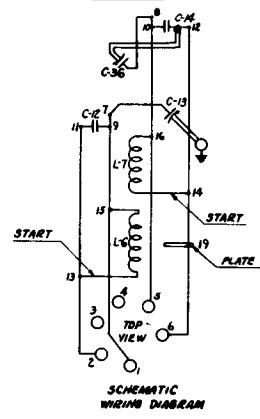 8
10
C-14
12
C-36
7
C-13
C-12
11
9
16
L-7
14
START
15
L-6
START
19
PLATE
13
4
5
3
TOP
VIEW
6
2
1
SCHEMATIC
WIRING DIAGRAM